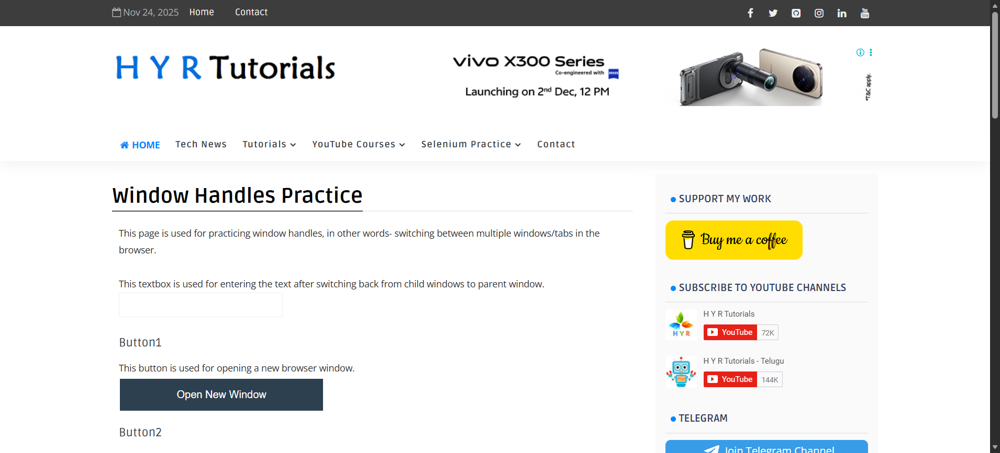 Nov 24, 2025 Home Contact
You Tube
H Y R Tutorials
vivo X300 Series
Co-engineered with ZEISS
Launching on 2nd Dec, 12 PM
*T&C apply.
HOME Tech News Tutorials YouTube Courses Selenium Practice Contact
Window Handles Practice
This page is used for practicing window handles, in other words- switching between multiple windows/tabs in the
browser.
This textbox is used for entering the text after switching back from child windows to parent window.
Button1
This button is used for opening a new browser window.
Open New Window
Button2
SUPPORT MY WORK
Buy me a coffee
SUBSCRIBE TO YOUTUBE CHANNELS
HYR
H Y R Tutorials
YouTube 72K
H Y R Tutorials - Telugu
YouTube 144K
TELEGRAM
Join Telegram Channel